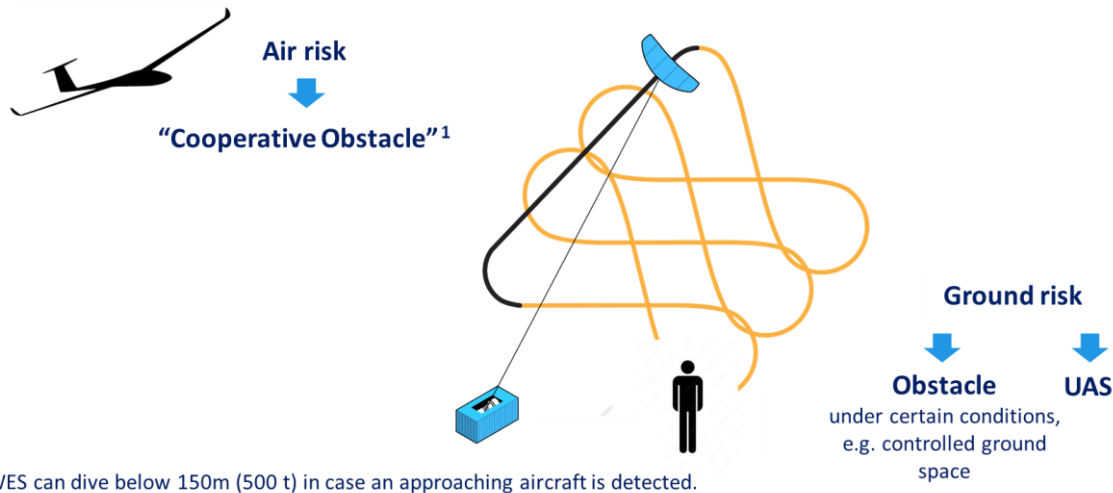 Air risk
“Cooperative Obstacle” 1
Ground risk
Obstacle
UAS
under certain conditions,
e.g. controlled ground
space
can dive below 150m (500 t) in case an approaching aircraft is detected.